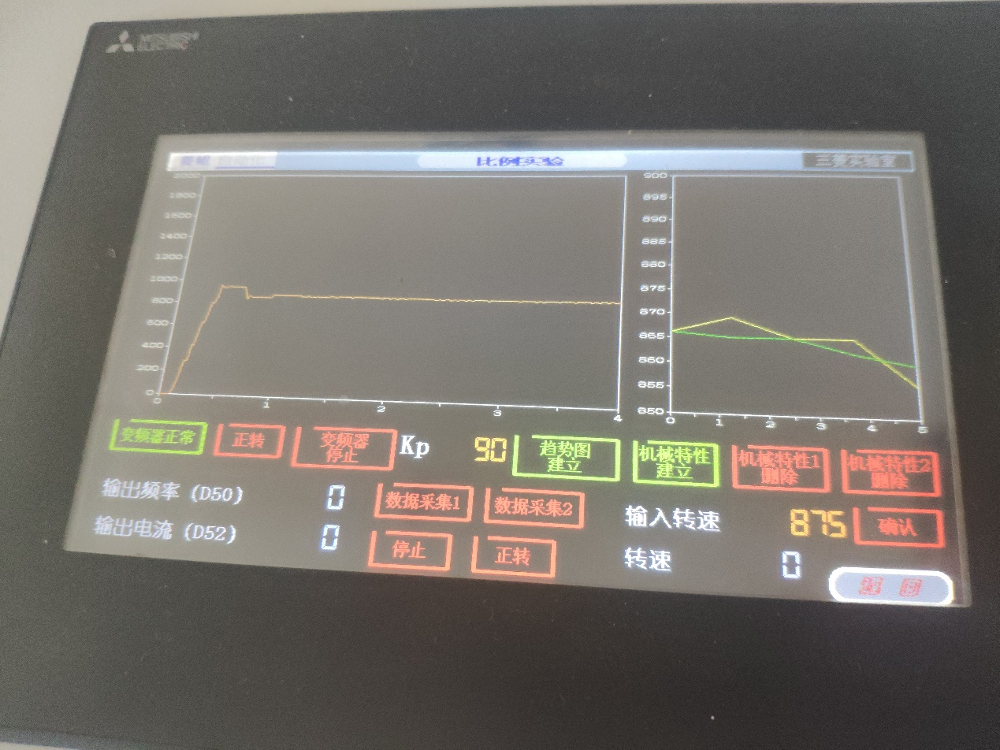 MITSUBISHI
ELECTRIC
比例实验
三菱实验室
2000
1800
1600
1400
1200
1000
800
600
400
200
0
0 1 2 3 4
900
895
890
885
880
875
870
865
860
855
850
0 1 2 3 4 5
变频器正常
正转
变频器
停止
Kp 90
趋势图
建立
机械特性
建立
机械特性1
删除
机械特性2
删除
输出频率 (D50) 0
数据采集1
数据采集2
输入转速 875
确认
输出电流 (D52) 0
停止
正转
转速 0
返 回